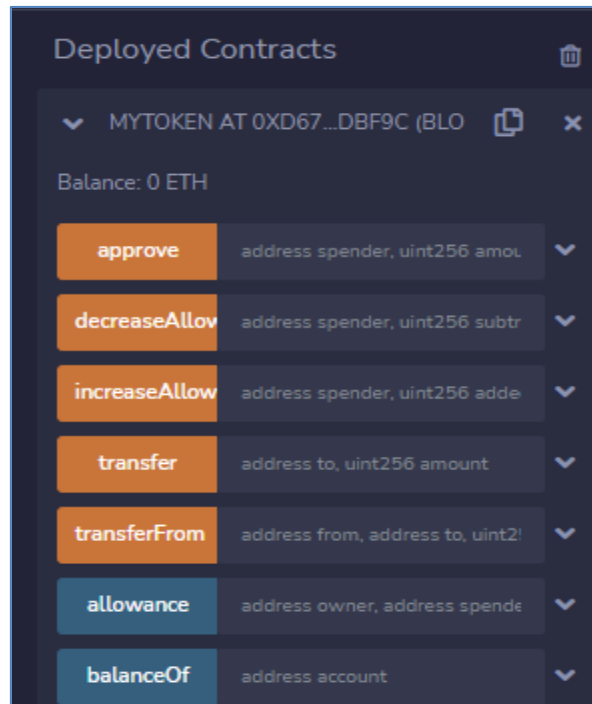 Deployed Contracts
MYTOKEN AT 0XD67...DBF9C (BLO
Balance: 0 ETH
approve address spender, uint256 amou
decreaseAllow address spender, uint256 subtr
increaseAllow address spender, uint256 adde
transfer address to, uint256 amount
transferFrom address from, address to, uint2
allowance address owner, address spende
balanceOf address account